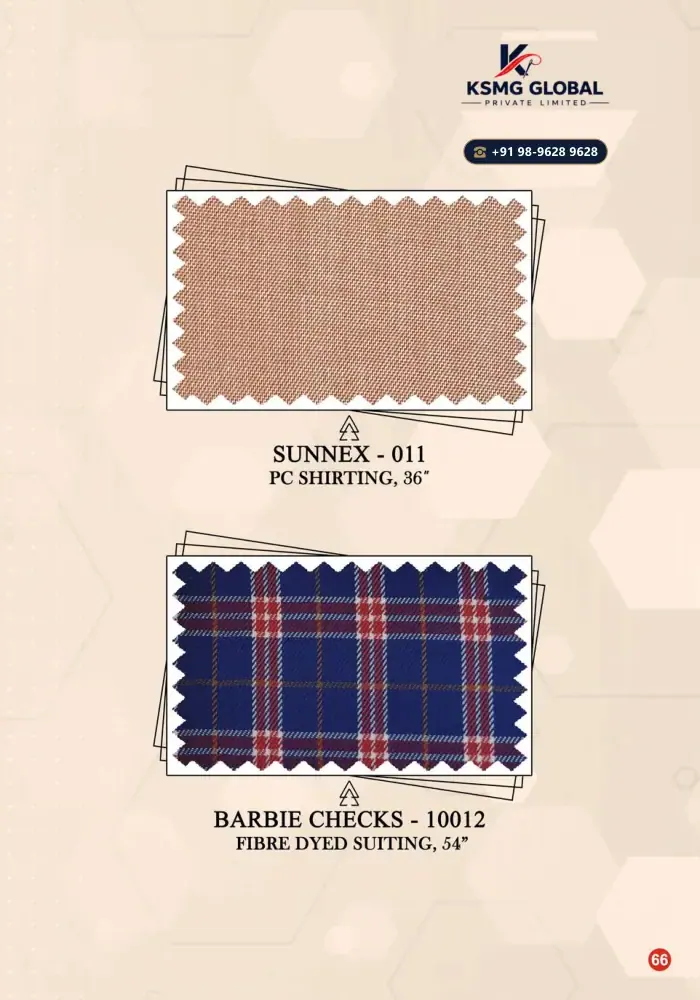 KSMG GLOBAL
PRIVATE LIMITED
+91 98-9628 9628
SUNNEX - 011
PC SHIRTING, 36″
BARBIE CHECKS - 10012
FIBRE DYED SUITING, 54”
66